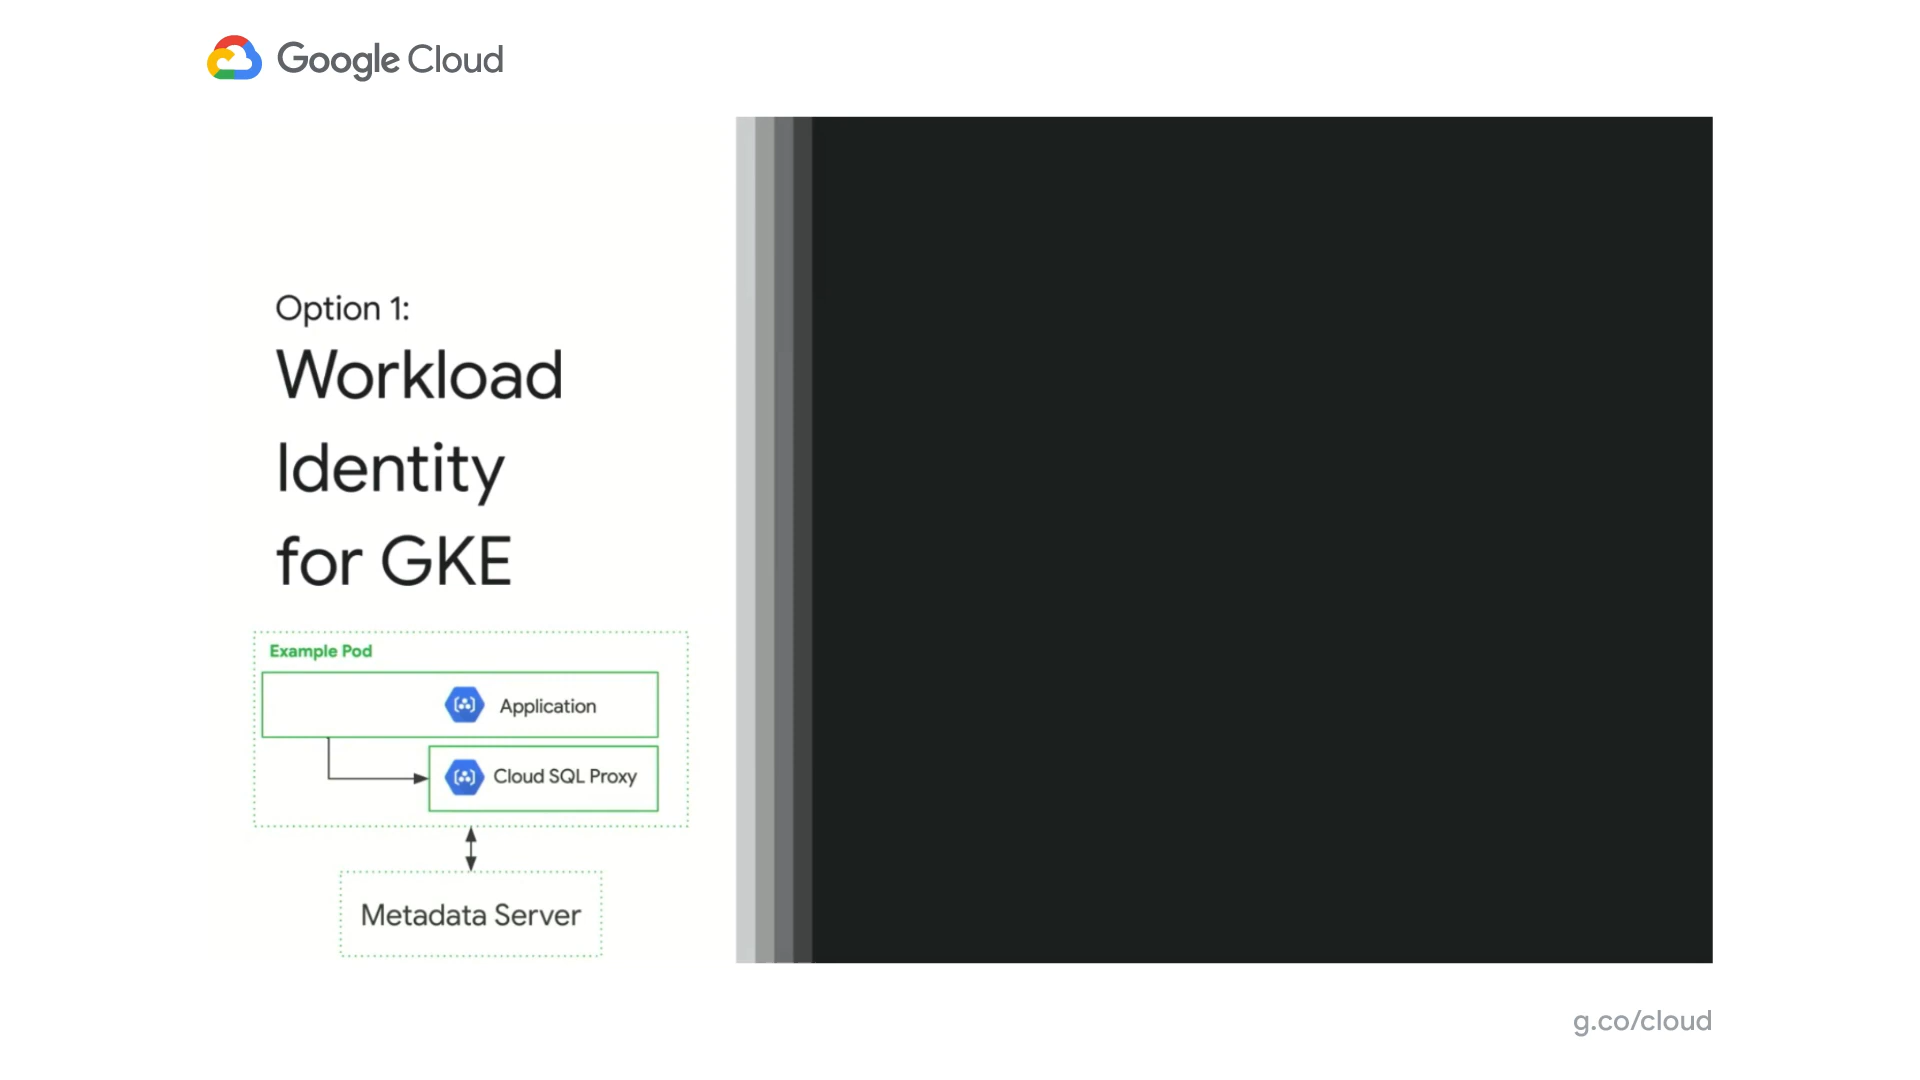 Google Cloud
Option 1:
Workload
Identity
for GKE
Example Pod
Application
Cloud SQL Proxy
Metadata Server
g.co/cloud